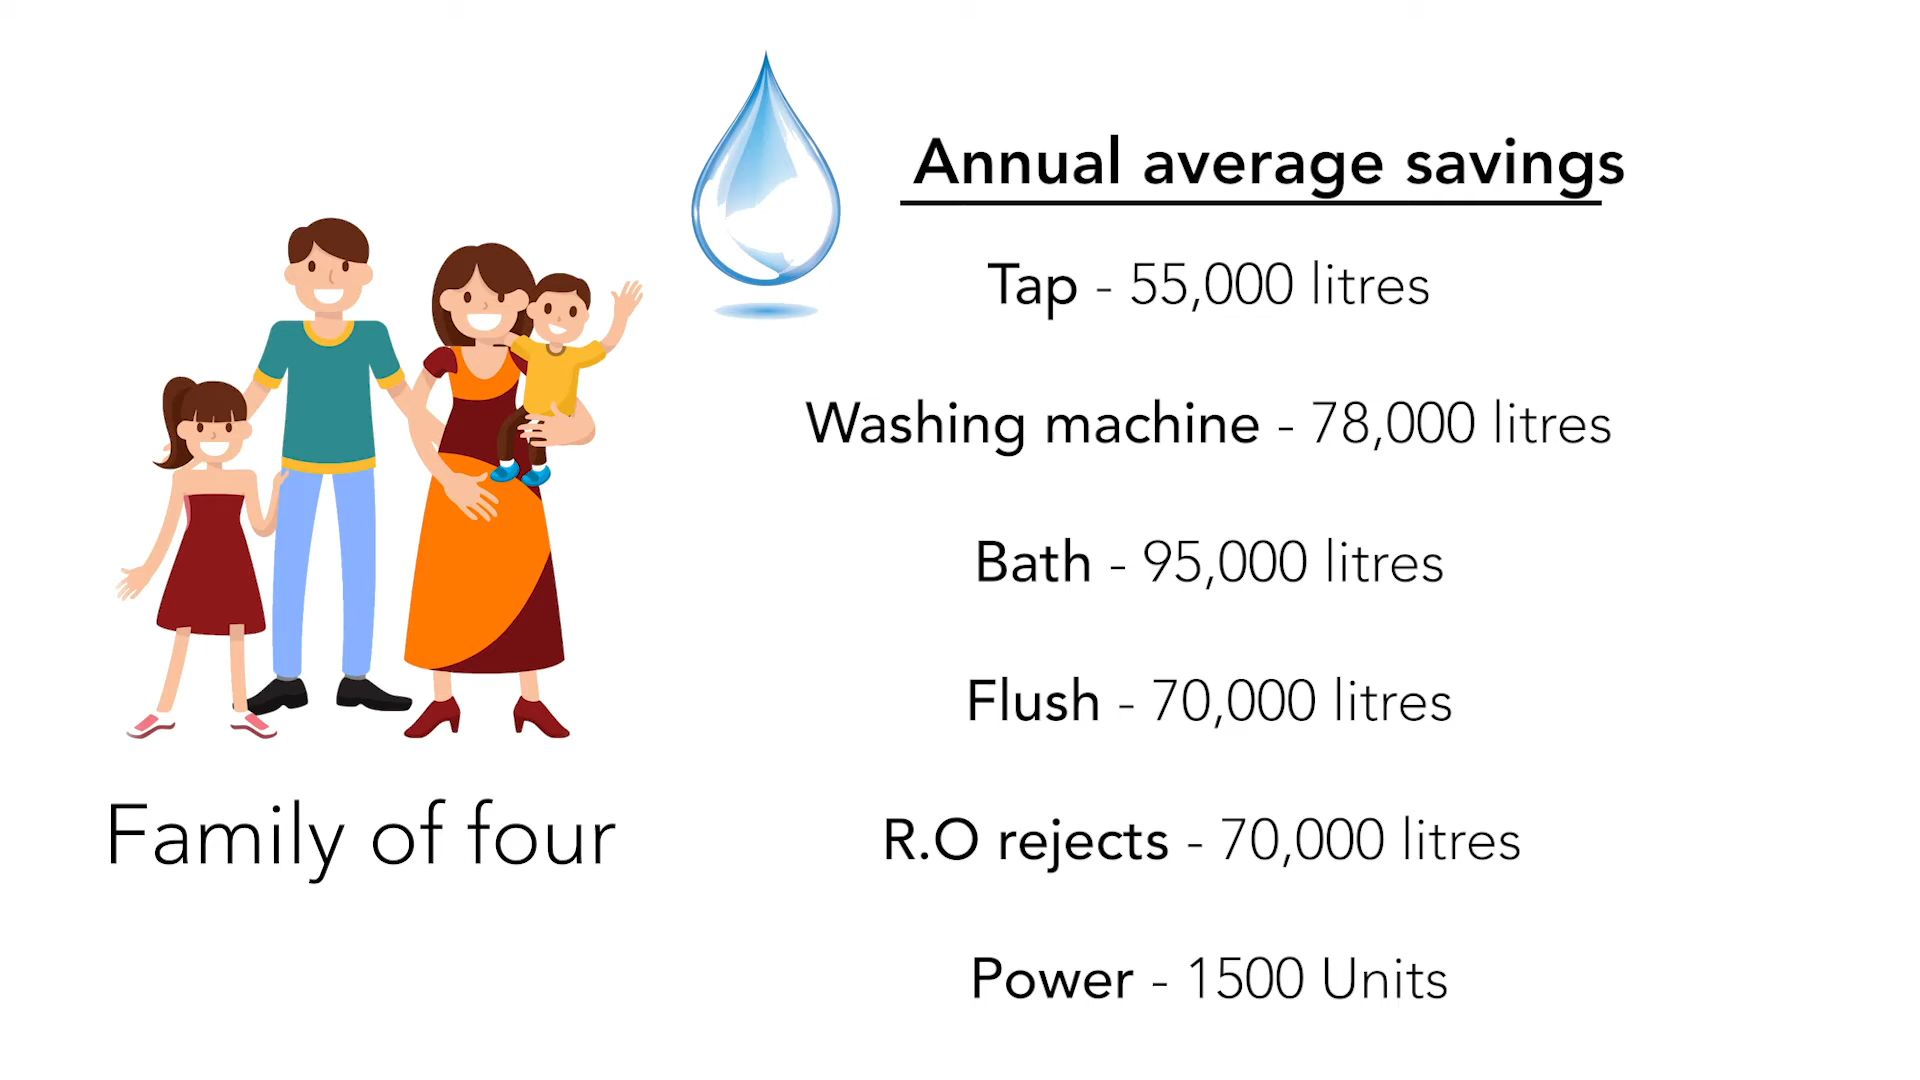 Annual average savings
Tap - 55,000 litres
Washing machine - 78,000 litres
Bath - 95,000 litres
Flush - 70,000 litres
R.O rejects - 70,000 litres
Power - 1500 Units
Family of four